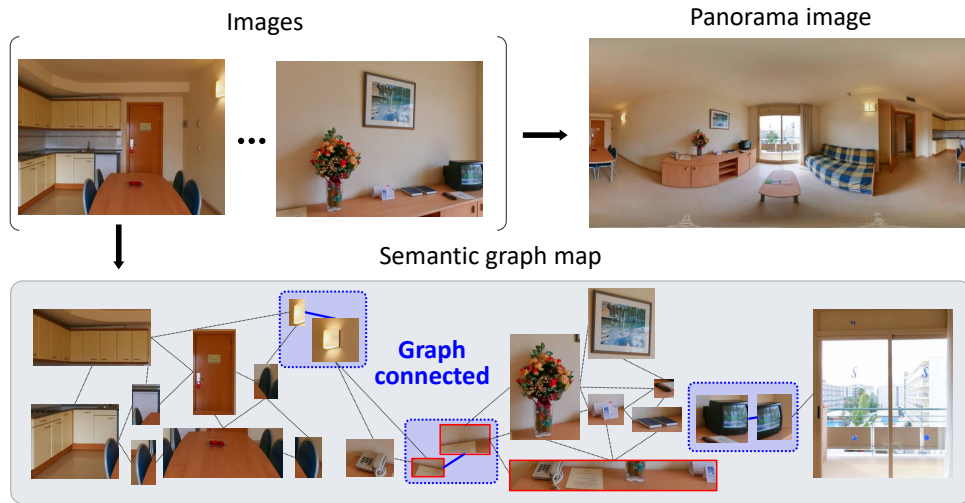 Images
Panorama image
Semantic graph map
Graph
connected